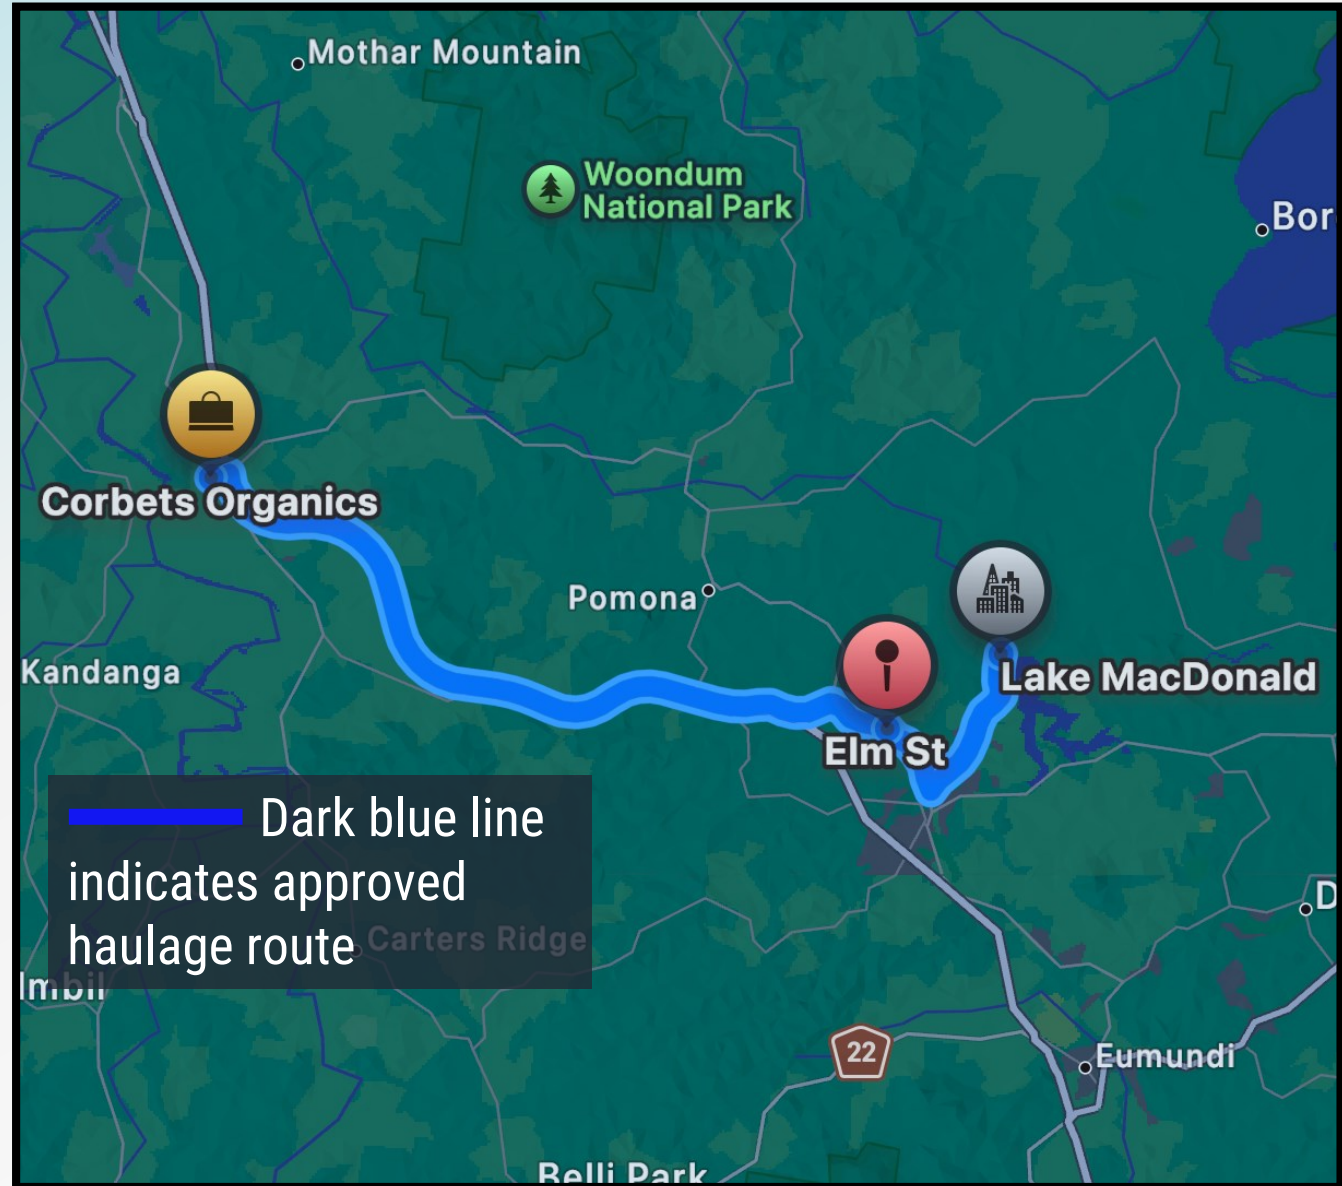 Mothar Mountain
Woondum
National Park
Bor
Corbets Organics
Pomona
Lake MacDonald
Kandanga
Elm St
Dark blue line
indicates approved
haulage route
Carters Ridge
D
Imbil
22
Eumundi
Belli Park